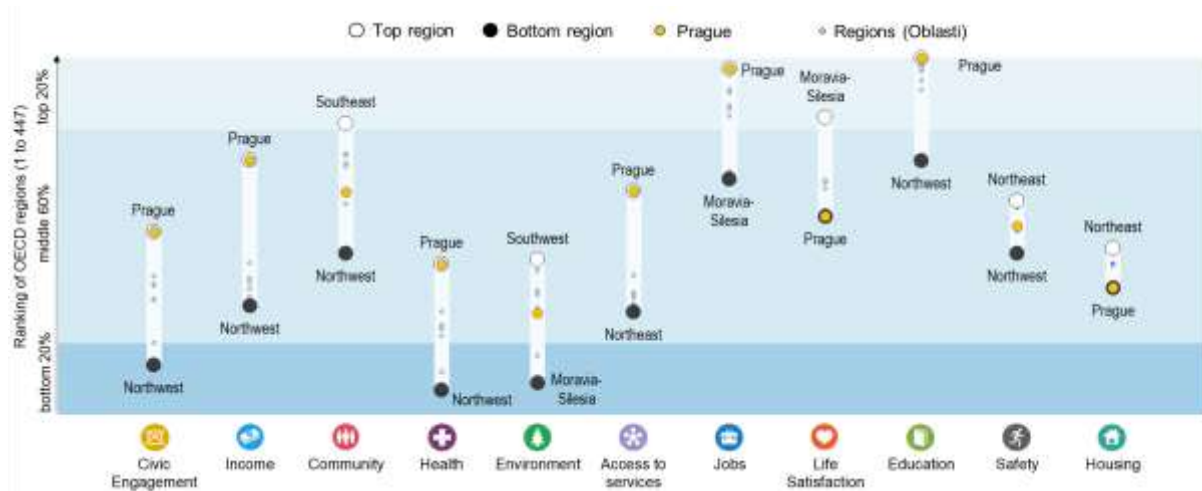 Top region
Bottom region
Prague
Regions (Oblasti)
Ranking of OECD regions (1 to 447)
top 20%
middle 60%
bottom 20%
Prague
Northwest
Prague
Northwest
Southeast
Northwest
Prague
Northwest
Southwest
Moravia-
Silesia
Prague
Northeast
Prague
Moravia-
Silesia
Moravia-
Silesia
Prague
Prague
Northwest
Northeast
Northwest
Northeast
Prague
Civic
Engagement
Income
Community
Health
Environment
Access to
services
Jobs
Life
Satisfaction
Education
Safety
Housing